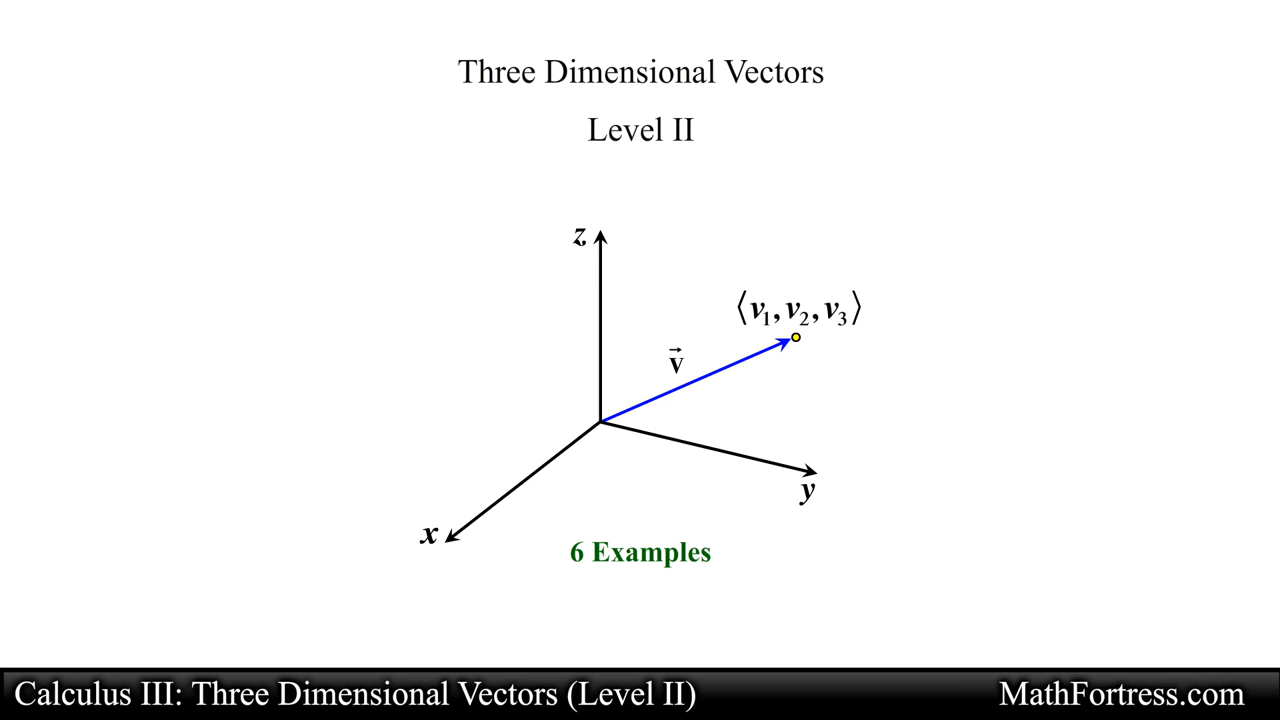 Three Dimensional Vectors
Level II
z
⟨v₁, v₂, v₃⟩
v⃗
y
x
6 Examples
Calculus III: Three Dimensional Vectors (Level II)
MathFortress.com